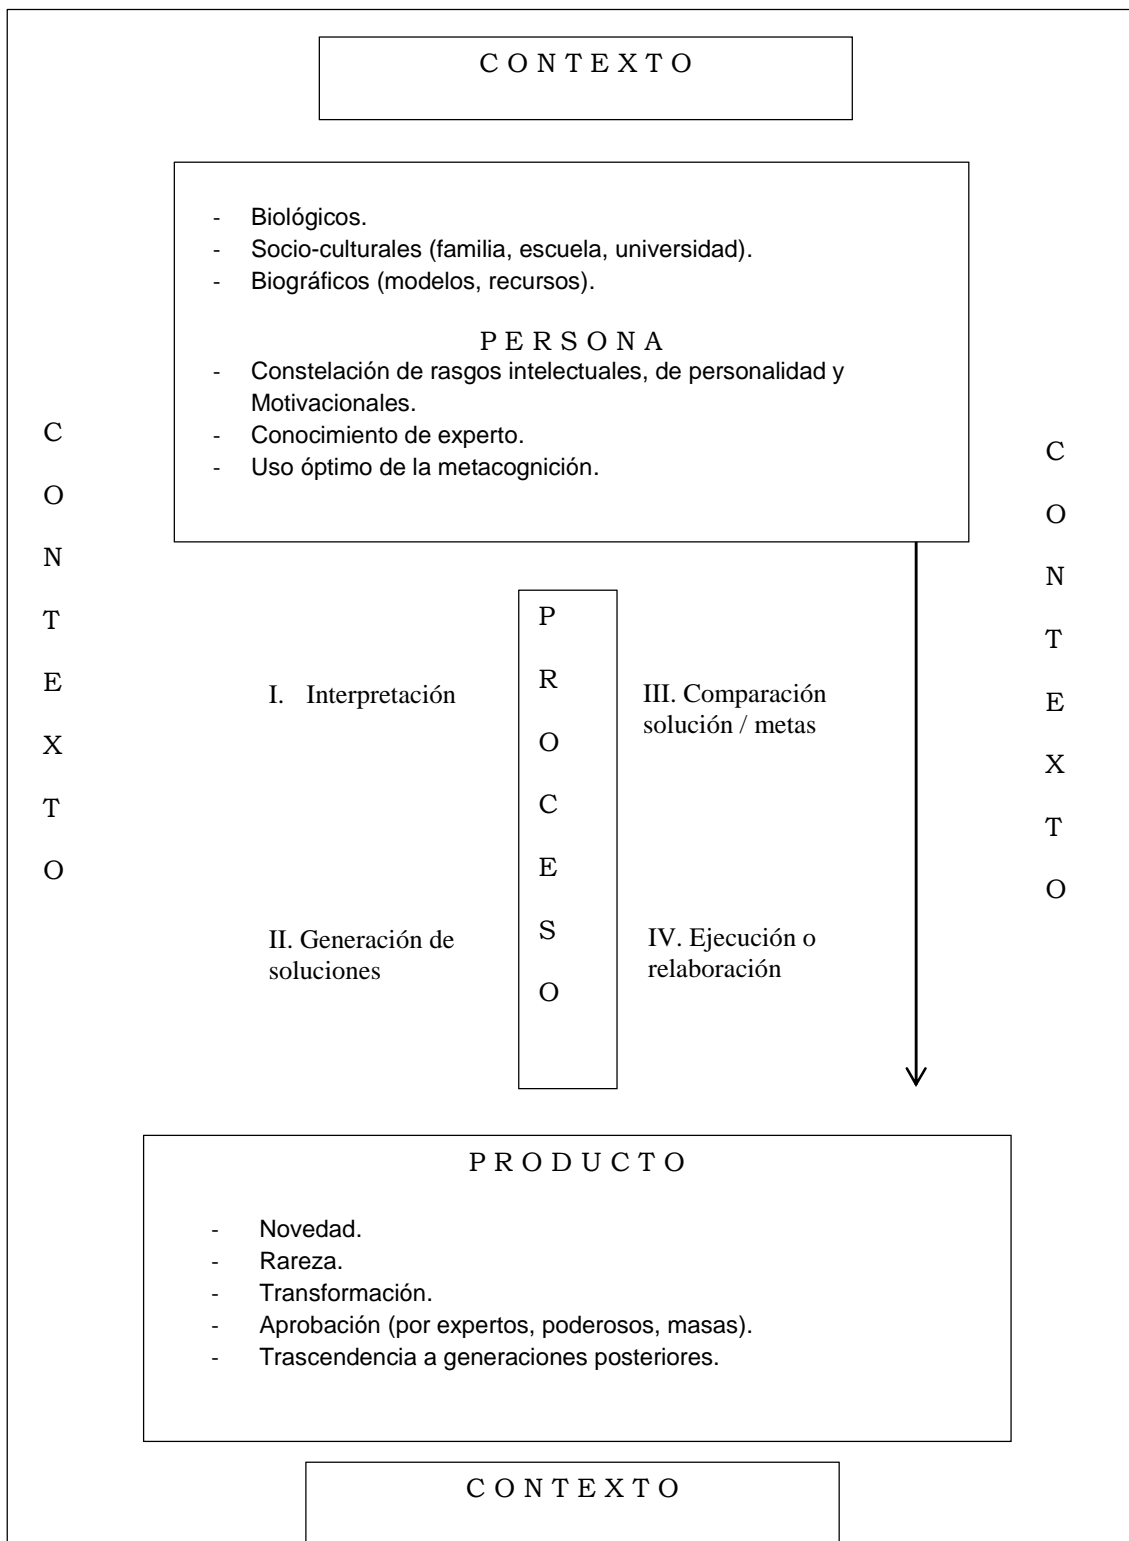 C O N T E X T O
- Biológicos.
- Socio-culturales (familia, escuela, universidad).
- Biográficos (modelos, recursos).
P E R S O N A
- Constelación de rasgos intelectuales, de personalidad y
Motivacionales.
- Conocimiento de experto.
- Uso óptimo de la metacognición.
C
O
N
T
E
X
T
O
P
R
O
C
E
S
O
I. Interpretación
II. Generación de
soluciones
III. Comparación
solución / metas
IV. Ejecución o
relaboración
C
O
N
T
E
X
T
O
P R O D U C T O
- Novedad.
- Rareza.
- Transformación.
- Aprobación (por expertos, poderosos, masas).
- Trascendencia a generaciones posteriores.
C O N T E X T O